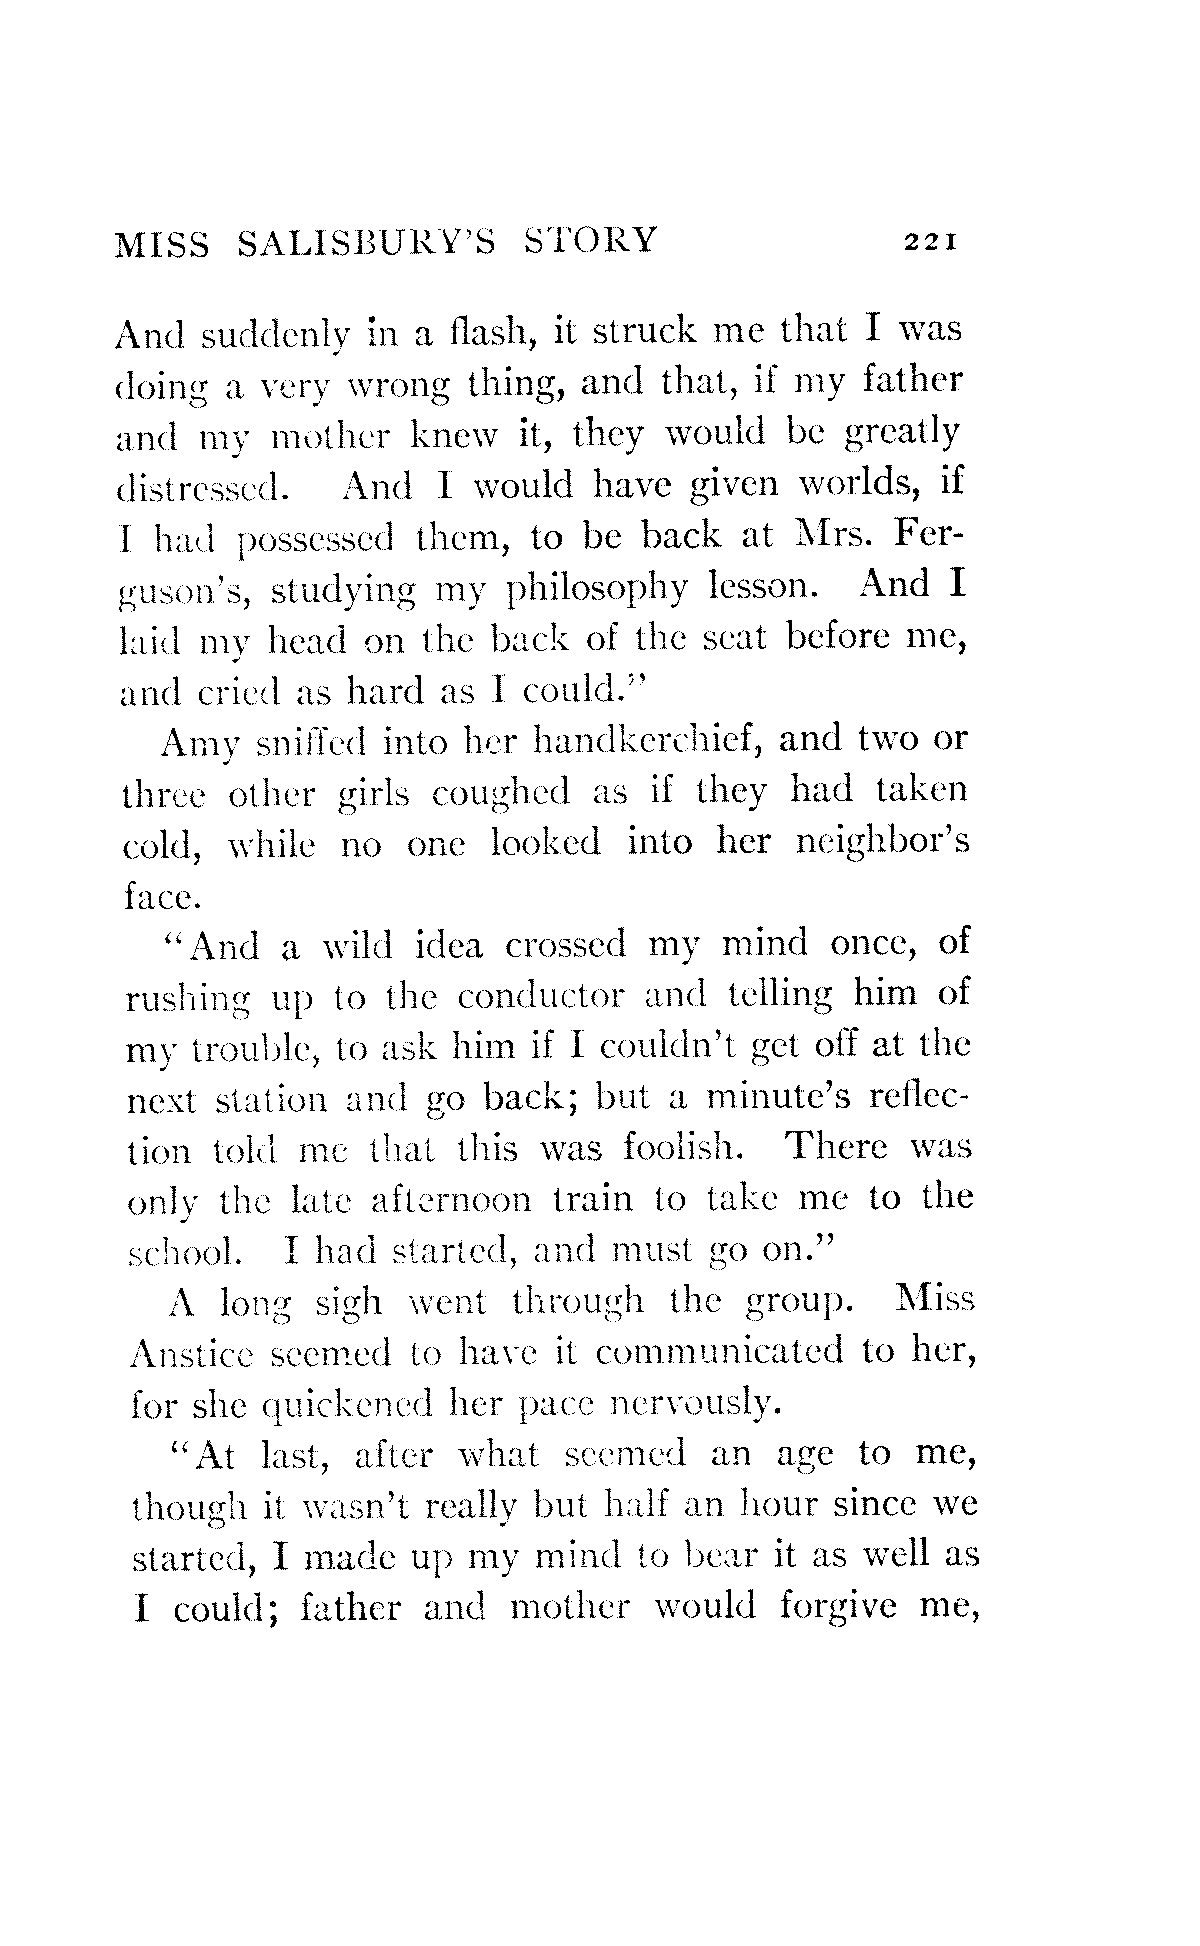 MISS SALISBURY'S STORY 221
And suddenly in a flash, it struck me that I was
doing a very wrong thing, and that, if my father
and my mother knew it, they would be greatly
distressed. And I would have given worlds, if
I had possessed them, to be back at Mrs. Fer-
guson's, studying my philosophy lesson. And I
laid my head on the back of the seat before me,
and cried as hard as I could."
Amy sniffed into her handkerchief, and two or
three other girls coughed as if they had taken
cold, while no one looked into her neighbor's
face.
"And a wild idea crossed my mind once, of
rushing up to the conductor and telling him of
my trouble, to ask him if I couldn't get off at the
next station and go back; but a minute's reflec-
tion told me that this was foolish. There was
only the late afternoon train to take me to the
school. I had started, and must go on."
A long sigh went through the group. Miss
Anstice seemed to have it communicated to her,
for she quickened her pace nervously.
"At last, after what seemed an age to me,
though it wasn't really but half an hour since we
started, I made up my mind to bear it as well as
I could; father and mother would forgive me,